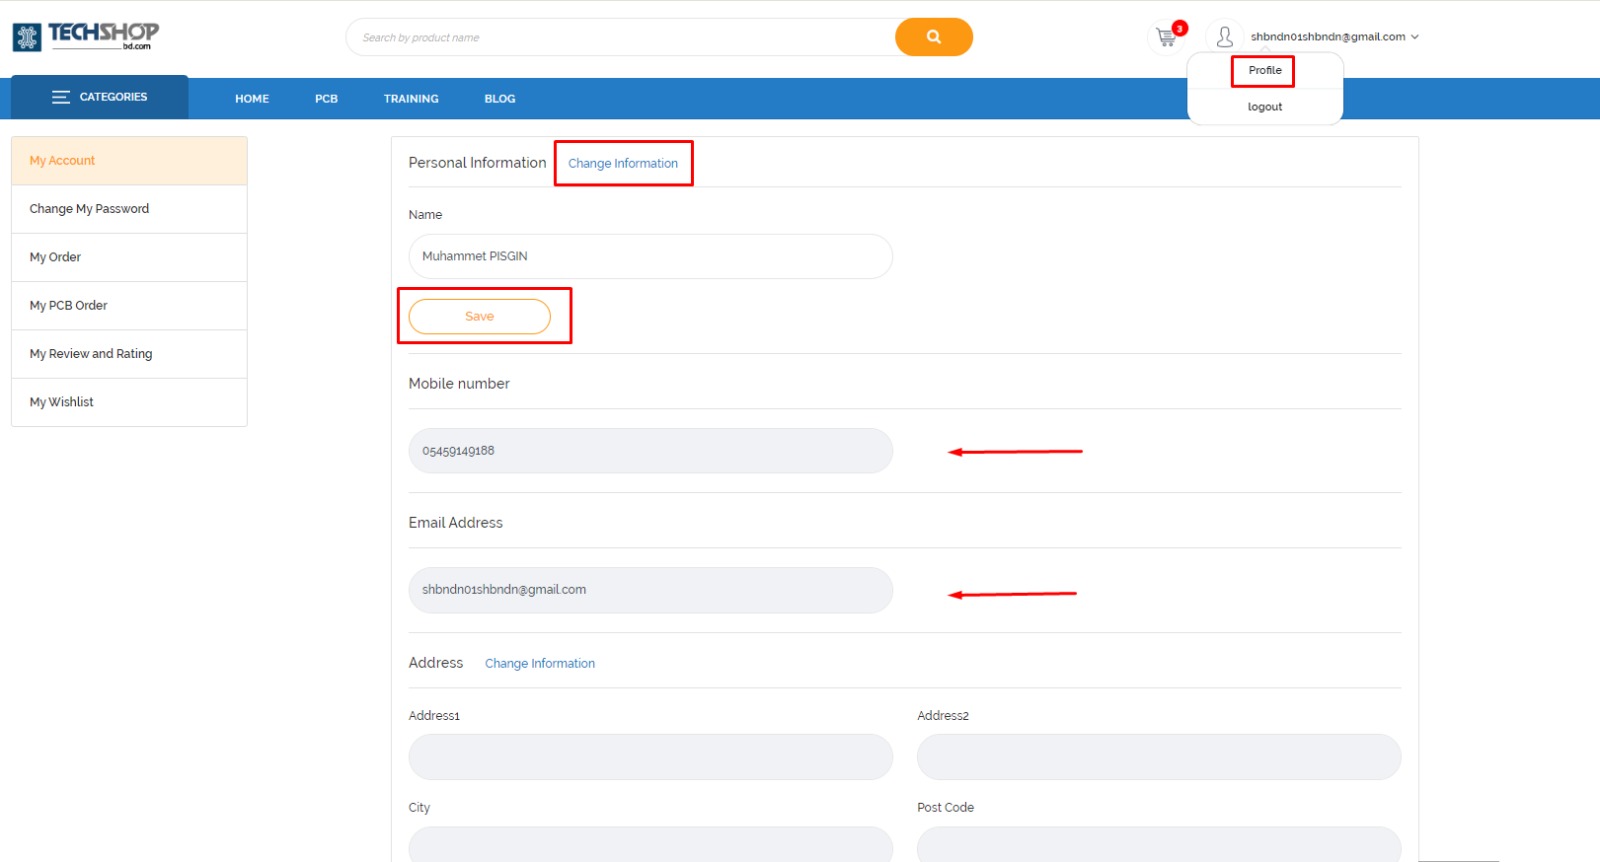 TECHSHOP
bd.com
Search by product name
3
shbndn01shbndn@gmail.com
Profile
logout
CATEGORIES
HOME
PCB
TRAINING
BLOG
My Account
Change My Password
My Order
My PCB Order
My Review and Rating
My Wishlist
Personal Information
Change Information
Name
Muhammet PISGIN
Save
Mobile number
05459149188
Email Address
shbndn01shbndn@gmail.com
Address
Change Information
Address1
Address2
City
Post Code